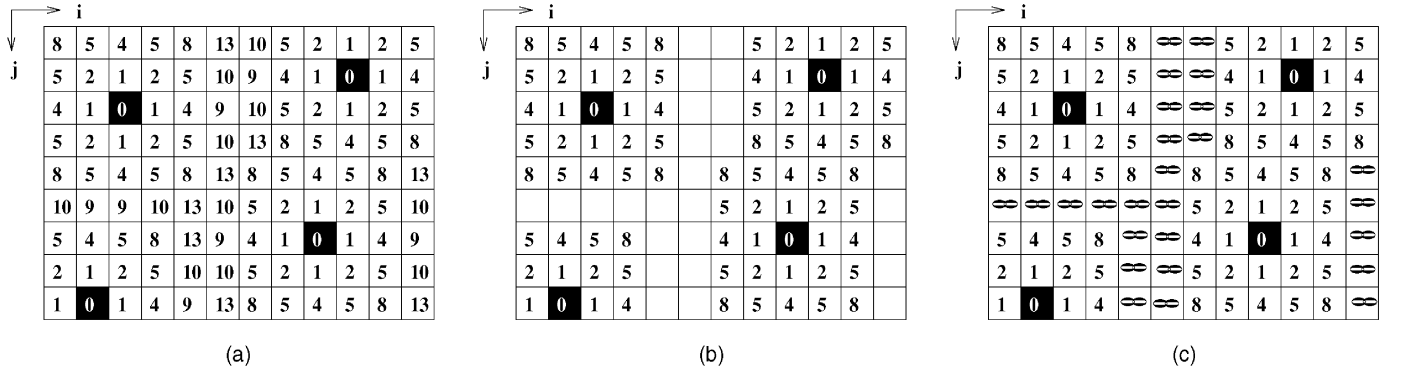 i
j
8 5 4 5 8 13 10 5 2 1 2 5
5 2 1 2 5 10 9 4 1 0 1 4
4 1 0 1 4 9 10 5 2 1 2 5
5 2 1 2 5 10 13 8 5 4 5 8
8 5 4 5 8 13 8 5 4 5 8 13
10 9 9 10 13 10 5 2 1 2 5 10
5 4 5 8 13 9 4 1 0 1 4 9
2 1 2 5 10 10 5 2 1 2 5 10
1 0 1 4 9 13 8 5 4 5 8 13
(a)
i
j
8 5 4 5 8 5 2 1 2 5
5 2 1 2 5 4 1 0 1 4
4 1 0 1 4 5 2 1 2 5
5 2 1 2 5 8 5 4 5 8
8 5 4 5 8 8 5 4 5 8
5 2 1 2 5
5 4 5 8 4 1 0 1 4
2 1 2 5 5 2 1 2 5
1 0 1 4 8 5 4 5 8
(b)
i
j
8 5 4 5 8 ∞ ∞ 5 2 1 2 5
5 2 1 2 5 ∞ ∞ 4 1 0 1 4
4 1 0 1 4 ∞ ∞ 5 2 1 2 5
5 2 1 2 5 ∞ ∞ 8 5 4 5 8
8 5 4 5 8 ∞ 8 5 4 5 8 ∞
∞ ∞ ∞ ∞ ∞ ∞ 5 2 1 2 5 ∞
5 4 5 8 ∞ ∞ 4 1 0 1 4 ∞
2 1 2 5 ∞ ∞ 5 2 1 2 5 ∞
1 0 1 4 ∞ ∞ 8 5 4 5 8 ∞
(c)